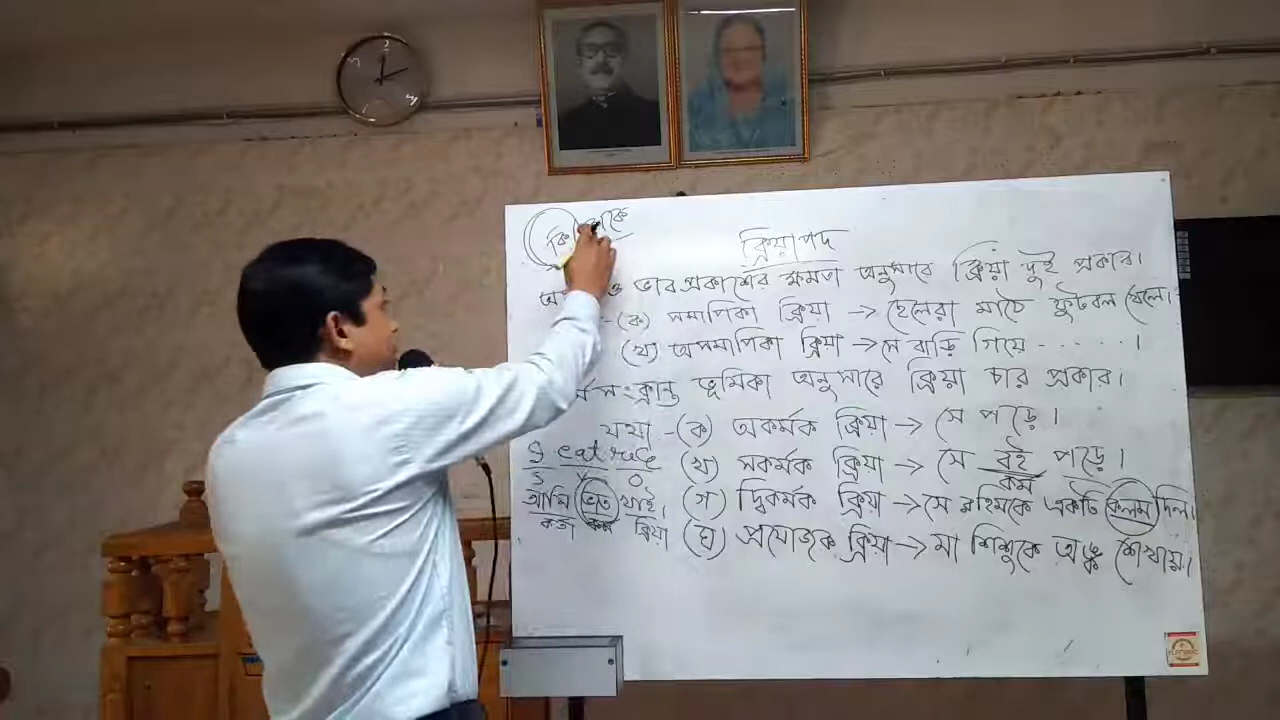 কি কাকে
ক্রিয়াপদ
ও ভাব প্রকাশের ক্ষমতা অনুসারে ক্রিয়া দুই প্রকার।
-(ক) সমাপিকা ক্রিয়া → ছেলেরা মাঠে ফুটবল খেলে।
(খ) অসমাপিকা ক্রিয়া → সে বাড়ি গিয়ে ......।
ভূমিকা অনুসারে ক্রিয়া চার প্রকার।
যথা -(ক) অকর্মক ক্রিয়া → সে পড়ে।
(খ) সকর্মক ক্রিয়া → সে বই পড়ে।
কর্ম
(গ) দ্বিকর্মক ক্রিয়া → সে রহিমকে একটি কলম দিল।
(ঘ) প্রযোজক ক্রিয়া → মা শিশুকে অঙ্ক শেখায়।
I eat rice
S V O
আমি ভাত খাই।
কর্তা কর্ম ক্রিয়া